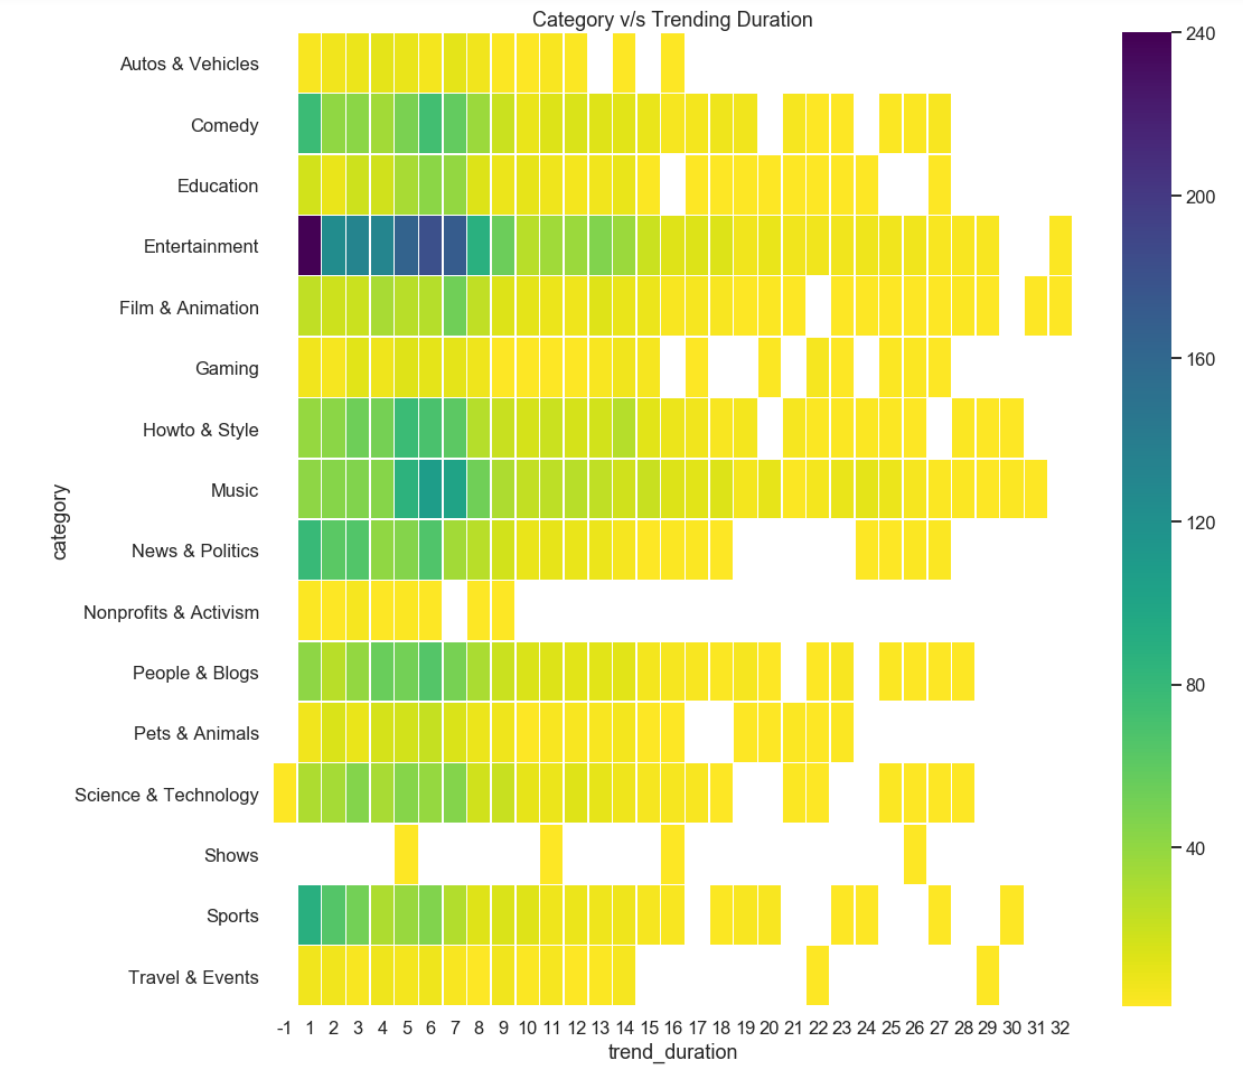 Category v/s Trending Duration
Autos & Vehicles
Comedy
Education
Entertainment
Film & Animation
Gaming
Howto & Style
Music
News & Politics
Nonprofits & Activism
People & Blogs
Pets & Animals
Science & Technology
Shows
Sports
Travel & Events
category
-1 1 2 3 4 5 6 7 8 9 10 11 12 13 14 15 16 17 18 19 20 21 22 23 24 25 26 27 28 29 30 31 32
trend_duration
240
200
160
120
80
40